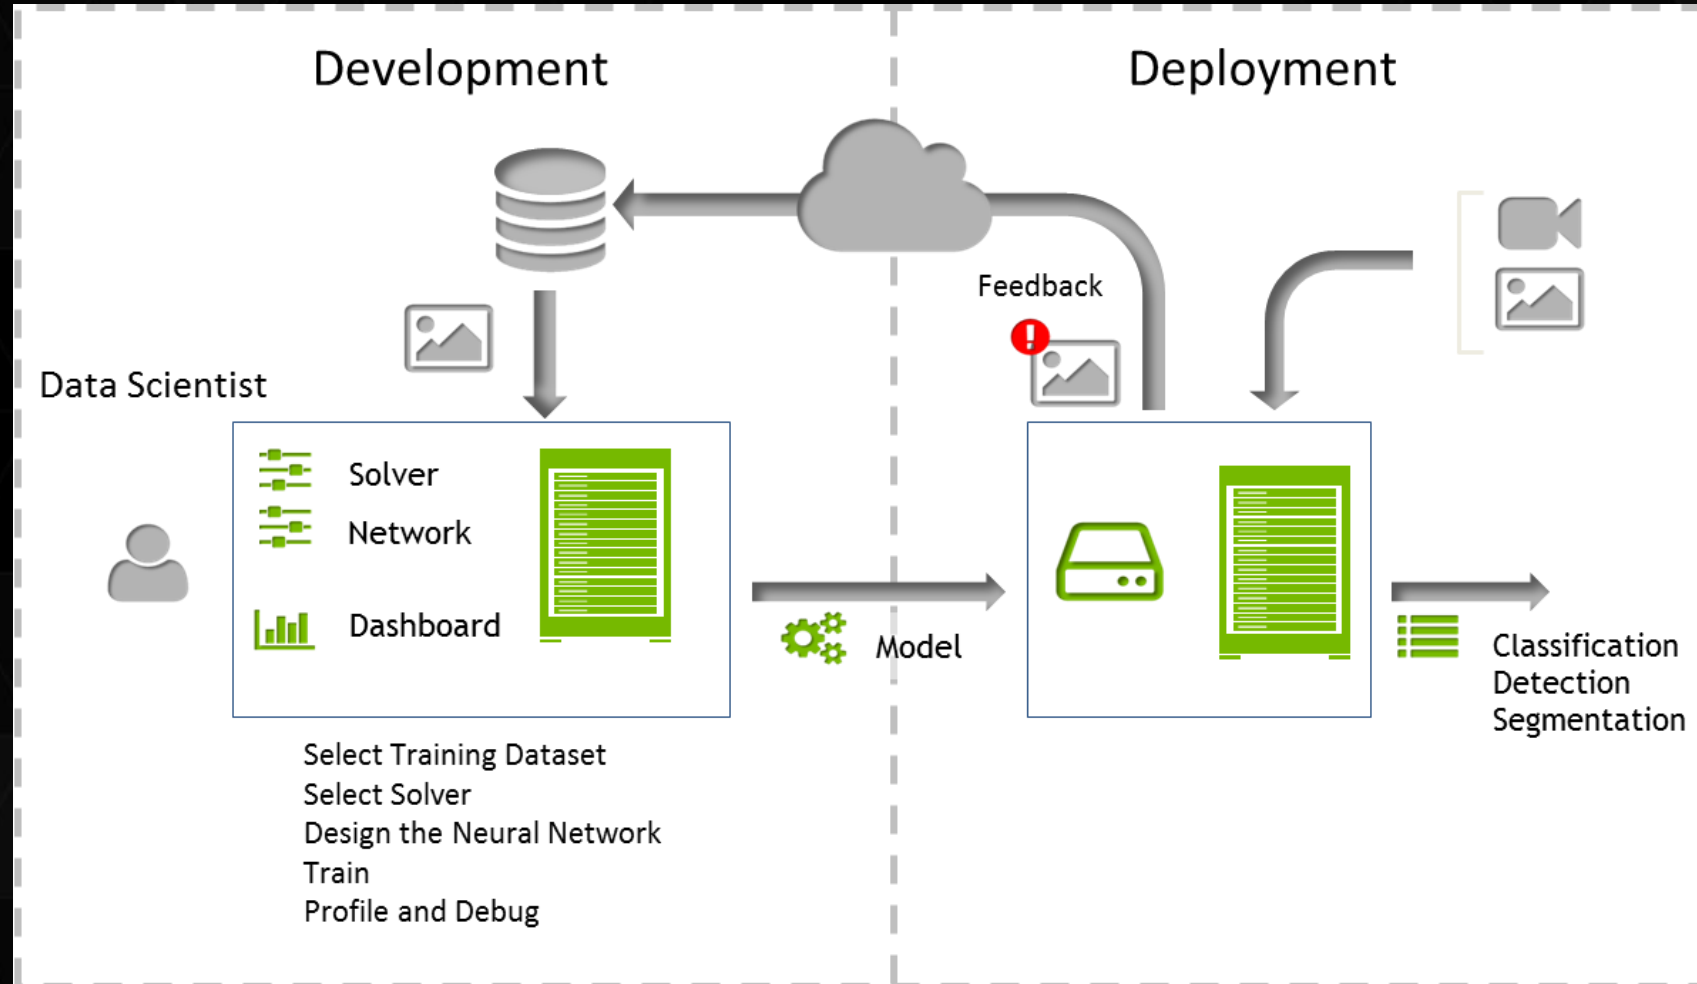 Development
Deployment
Feedback
Data Scientist
Solver
Network
Dashboard
Model
Classification
Detection
Segmentation
Select Training Dataset
Select Solver
Design the Neural Network
Train
Profile and Debug